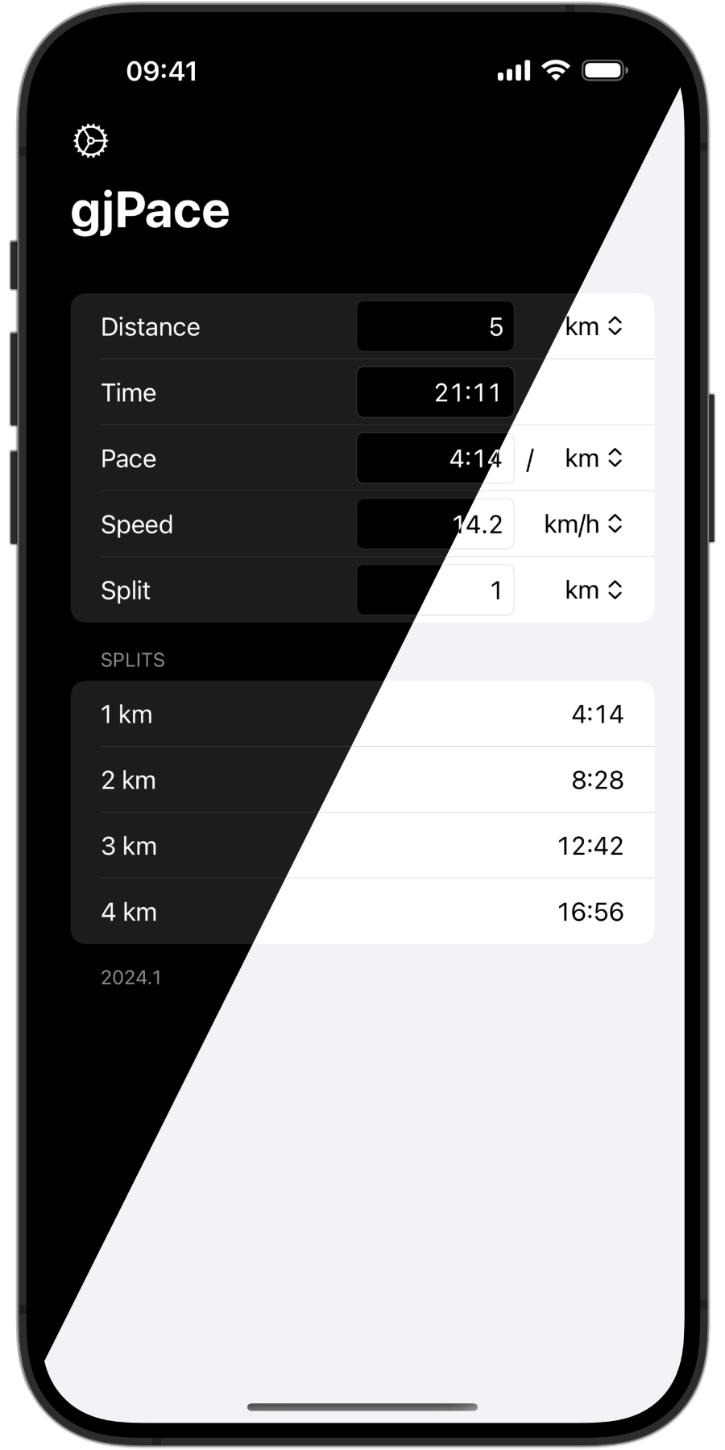 09:41
gjPace
Distance 5 km
Time 21:11
Pace 4:14 / km
Speed 14.2 km/h
Split 1 km
SPLITS
1 km 4:14
2 km 8:28
3 km 12:42
4 km 16:56
2024.1